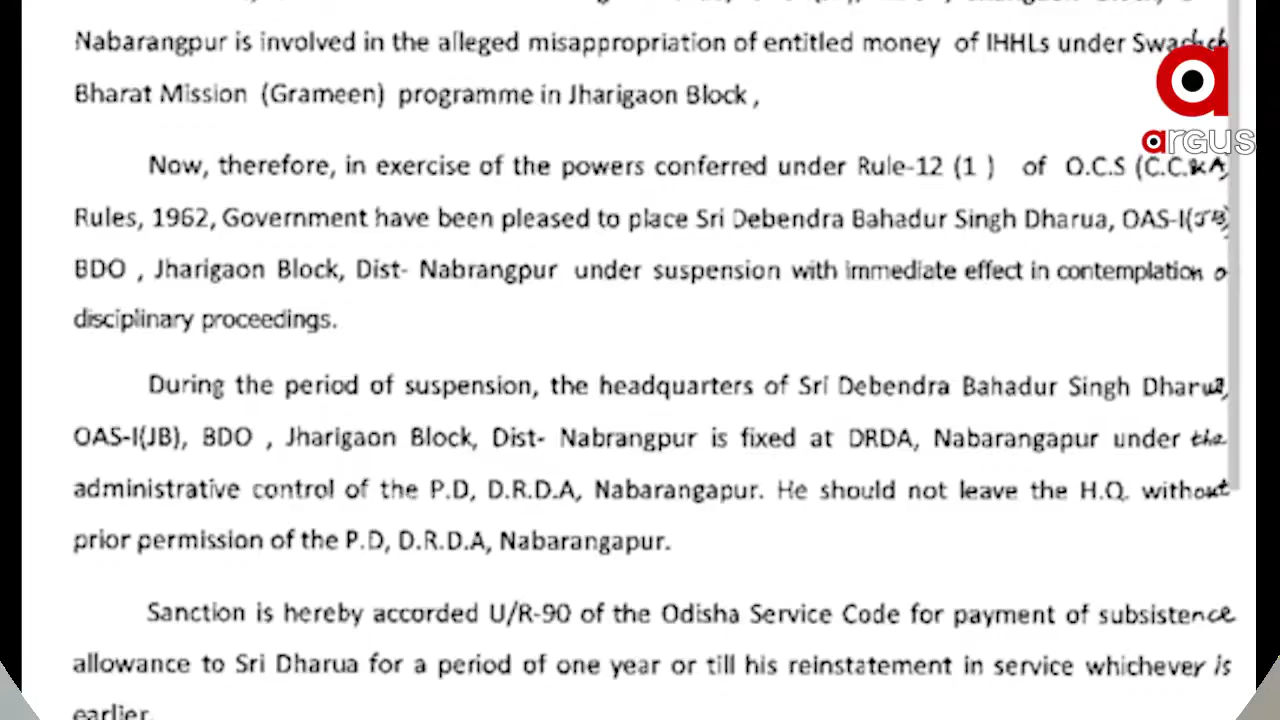 Nabarangpur is involved in the alleged misappropriation of entitled money of IHHLs under Swachch
Bharat Mission (Grameen) programme in Jharigaon Block ,
argus
Now, therefore, in exercise of the powers conferred under Rule-12 (1 ) of O.C.S (C.C.&A)
Rules, 1962, Government have been pleased to place Sri Debendra Bahadur Singh Dharua, OAS-I(JB)
BDO , Jharigaon Block, Dist- Nabrangpur under suspension with immediate effect in contemplation o
disciplinary proceedings.
During the period of suspension, the headquarters of Sri Debendra Bahadur Singh Dharua,
OAS-I(JB), BDO , Jharigaon Block, Dist- Nabrangpur is fixed at DRDA, Nabarangapur under the
administrative control of the P.D, D.R.D.A, Nabarangapur. He should not leave the H.Q. without
prior permission of the P.D, D.R.D.A, Nabarangapur.
Sanction is hereby accorded U/R-90 of the Odisha Service Code for payment of subsistence
allowance to Sri Dharua for a period of one year or till his reinstatement in service whichever is
earlier.